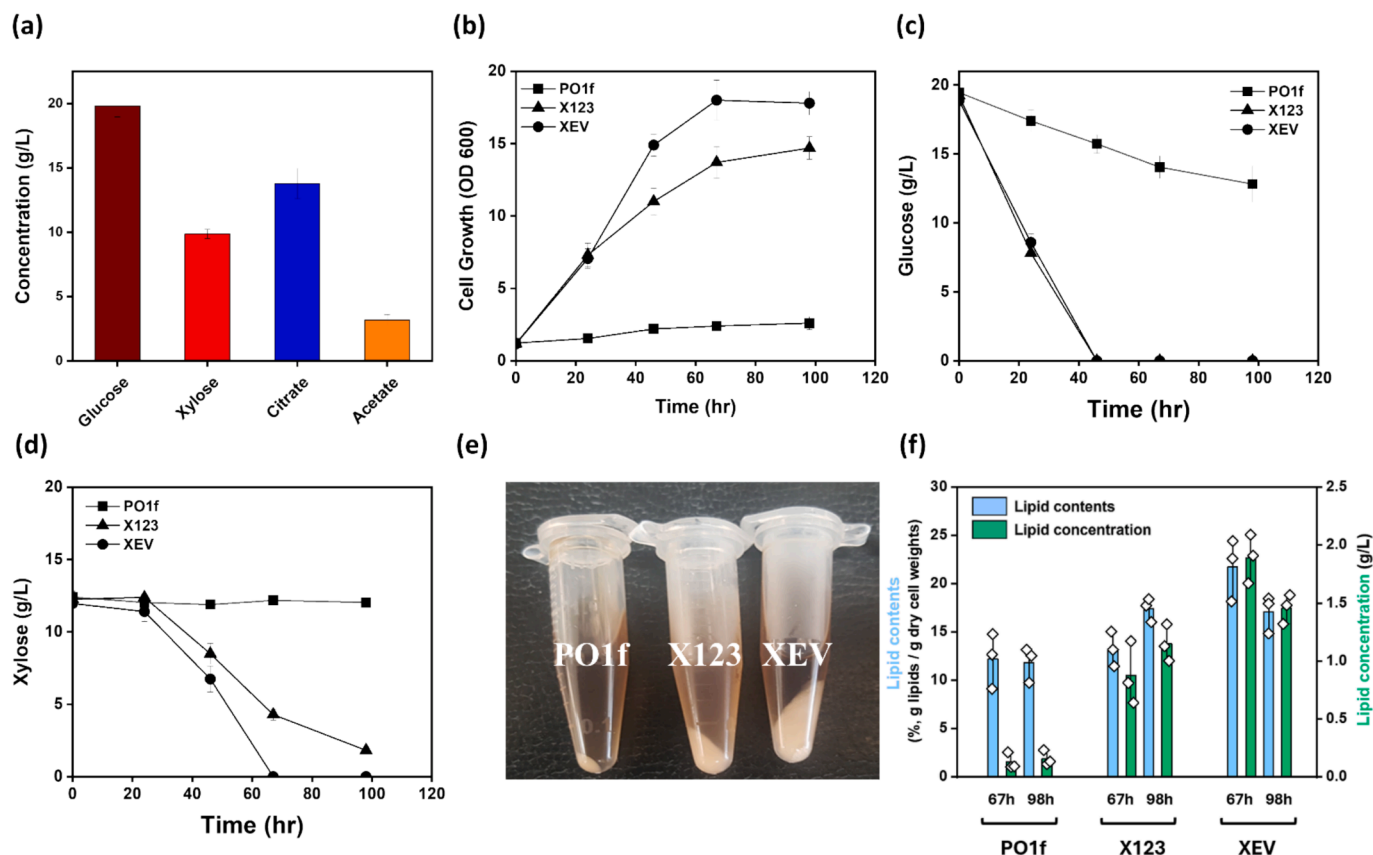 (a)
Concentration (g/L)
20
15
10
5
0
Glucose
Xylose
Citrate
Acetate
(b)
Cell Growth (OD 600)
20
15
10
5
0
PO1f
X123
XEV
0 20 40 60 80 100 120
Time (hr)
(c)
Glucose (g/L)
20
15
10
5
0
PO1f
X123
XEV
0 20 40 60 80 100 120
Time (hr)
(d)
Xylose (g/L)
20
15
10
5
0
PO1f
X123
XEV
0 20 40 60 80 100 120
Time (hr)
(e)
PO1f X123 XEV
(f)
Lipid contents
(%, g lipids / g dry cell weights)
30
25
20
15
10
5
0
Lipid contents
Lipid concentration
2.5
2.0
1.5
1.0
0.5
0.0
Lipid concentration (g/L)
67h 98h 67h 98h 67h 98h
PO1f X123 XEV